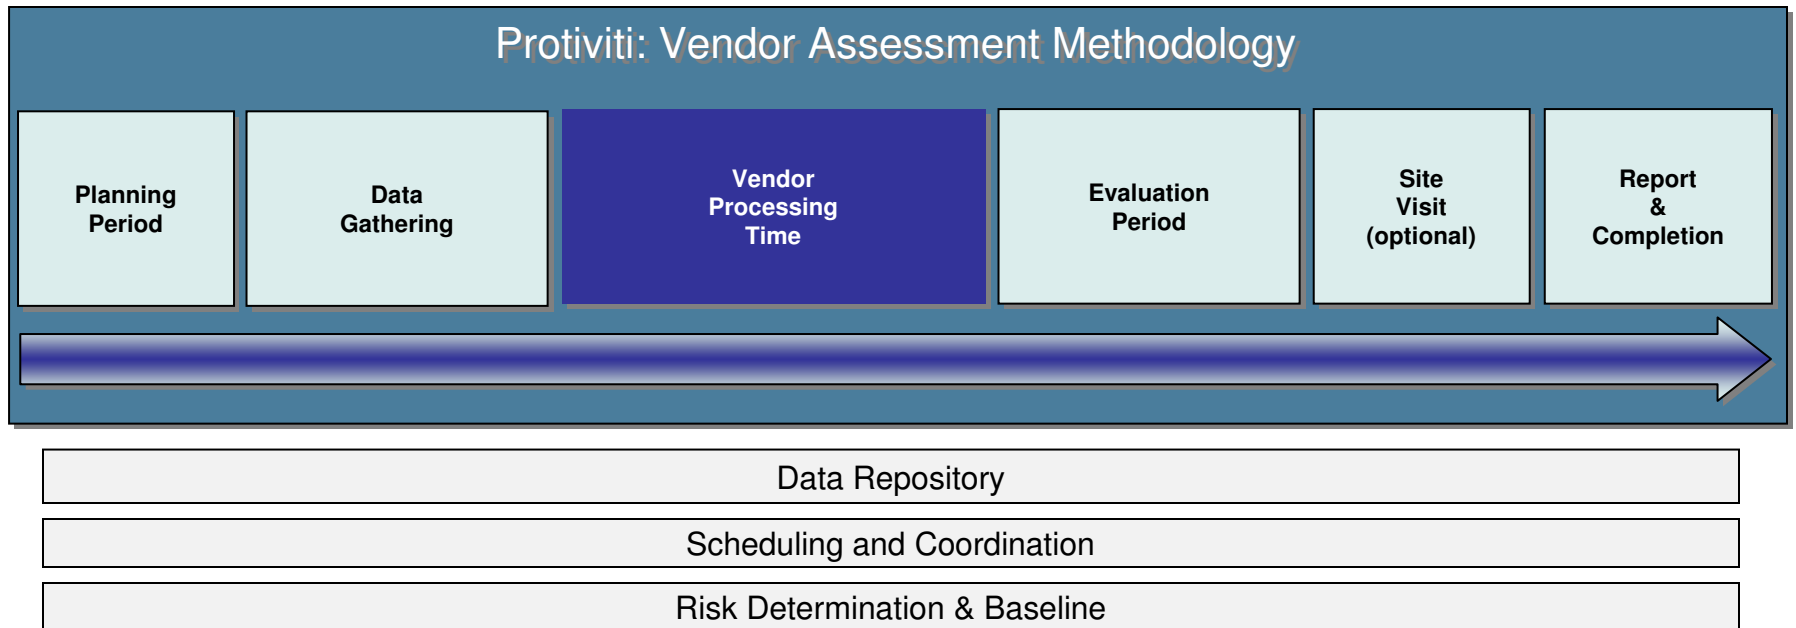 Protiviti: Vendor Assessment Methodology
Planning
Period
Data
Gathering
Vendor
Processing
Time
Evaluation
Period
Site
Visit
(optional)
Report
&
Completion
Data Repository
Scheduling and Coordination
Risk Determination & Baseline